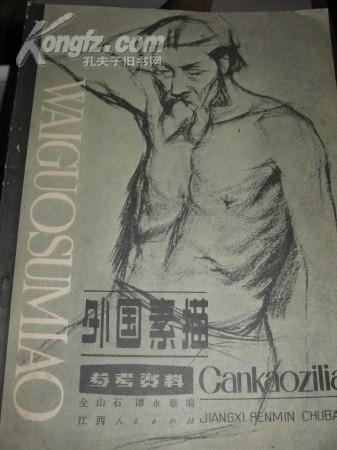 Kongfz.com
孔夫子旧书网
WAIGUOSUMIAO
外国素描
参考资料
Cankaozilia
全山石 谭永泰编
江西人民出版社
JIANGXI RENMIN CHUBA